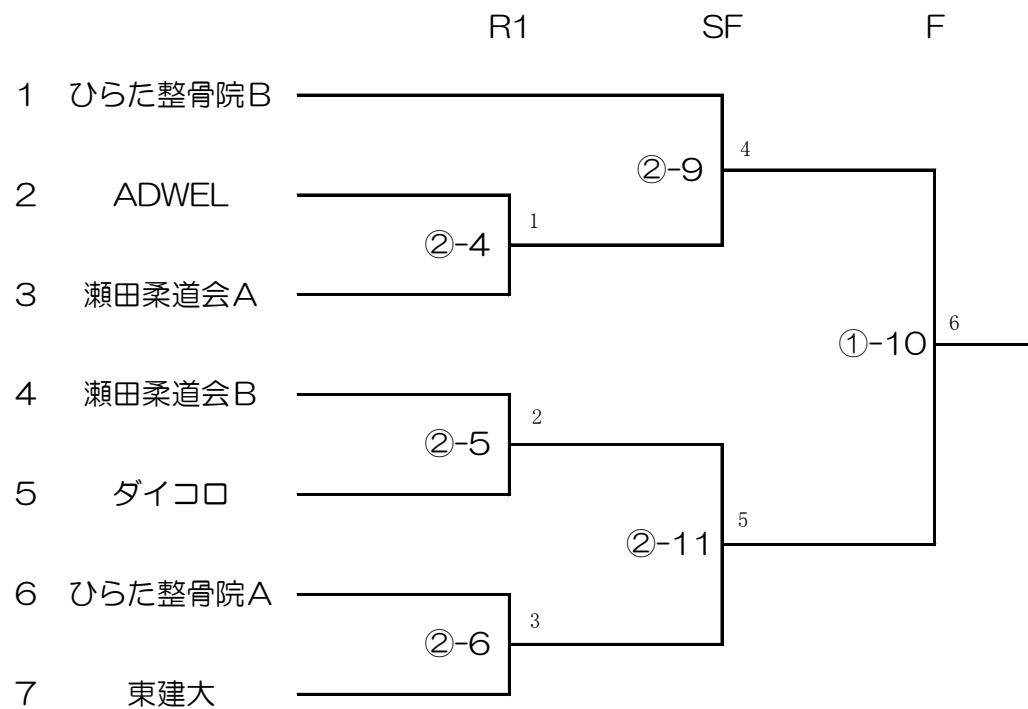 R1 SF F
1 ひらた整骨院B
4
②-9
2 ADWEL
1
②-4
3 瀬田柔道会A
6
①-10
4 瀬田柔道会B
2
②-5
5 ダイコロ
5
②-11
6 ひらた整骨院A
3
②-6
7 東建大